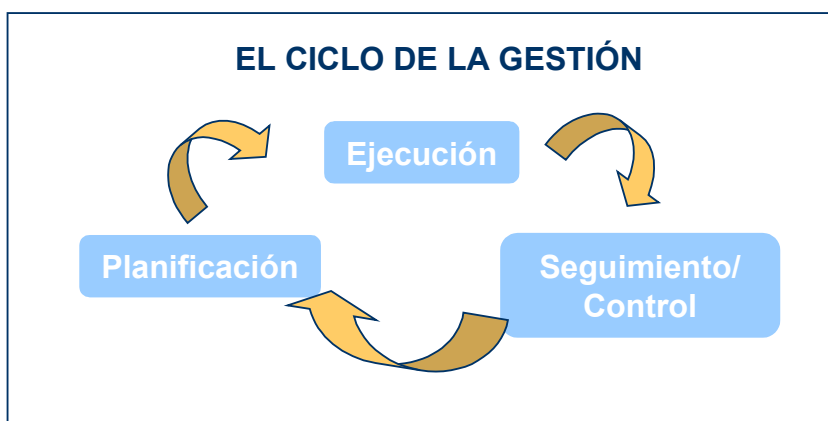 EL CICLO DE LA GESTIÓN
Ejecución
Planificación
Seguimiento/
Control